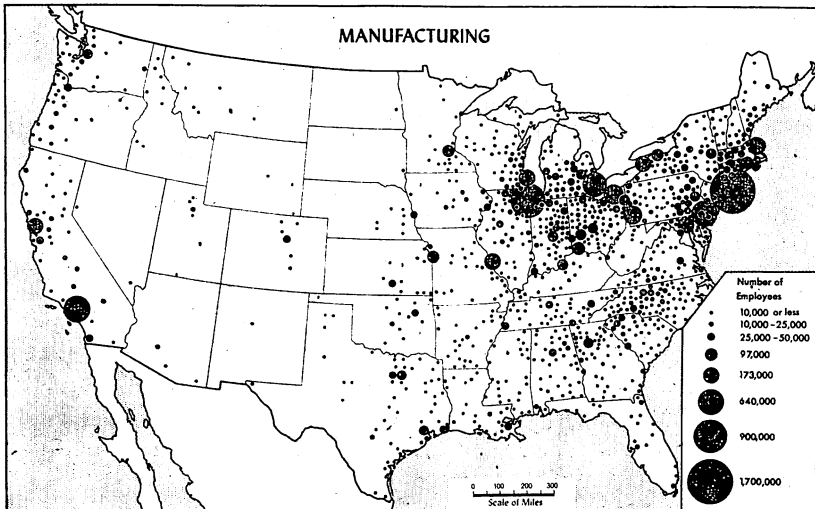 MANUFACTURING
Number of
Employees
10,000 or less
10,000-25,000
25,000-50,000
97,000
173,000
640,000
900,000
1,700,000
0 100 200 300
Scale of Miles